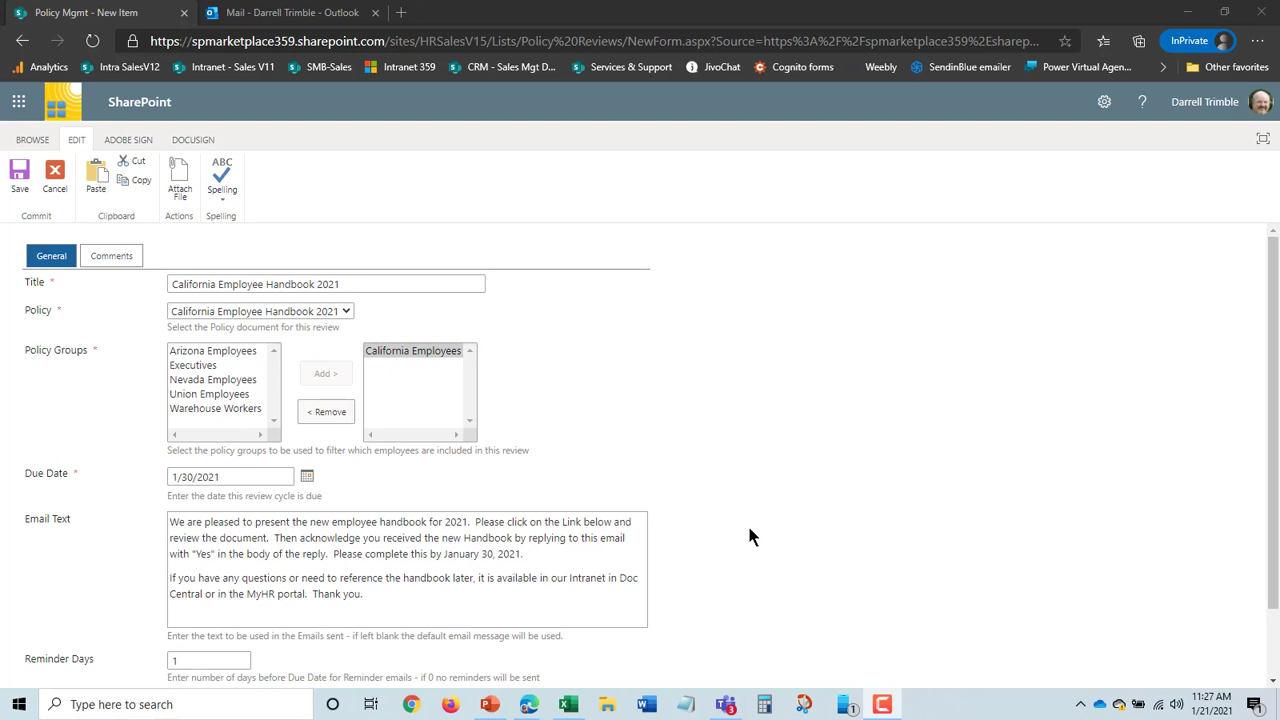 Policy Mgmt - New Item
Mail - Darrell Trimble - Outlook
https://spmarketplace359.sharepoint.com/sites/HRSalesV15/Lists/Policy%20Reviews/NewForm.aspx?Source=https%3A%2F%2Fspmarketplace359%2Esharep...
InPrivate
Analytics
Intra SalesV12
Intranet - Sales V11
SMB-Sales
Intranet 359
CRM - Sales Mgt D...
Services & Support
JivoChat
Cognito forms
Weebly
SendinBlue emailer
Power Virtual Agen...
Other favorites
SharePoint
Darrell Trimble
BROWSE
EDIT
ADOBE SIGN
DOCUSIGN
Save
Cancel
Paste
Cut
Copy
Attach File
ABC
Spelling
Commit
Clipboard
Actions
Spelling
General
Comments
Title *
California Employee Handbook 2021
Policy *
California Employee Handbook 2021
Select the Policy document for this review
Policy Groups *
Arizona Employees
Executives
Nevada Employees
Union Employees
Warehouse Workers
Add >
< Remove
California Employees
Select the policy groups to be used to filter which employees are included in this review
Due Date *
1/30/2021
Enter the date this review cycle is due
Email Text
We are pleased to present the new employee handbook for 2021. Please click on the Link below and
review the document. Then acknowledge you received the new Handbook by replying to this email
with "Yes" in the body of the reply. Please complete this by January 30, 2021.
If you have any questions or need to reference the handbook later, it is available in our Intranet in Doc
Central or in the MyHR portal. Thank you.
Enter the text to be used in the Emails sent - if left blank the default email message will be used.
Reminder Days
1
Enter number of days before Due Date for Reminder emails - if 0 no reminders will be sent
Type here to search
3
1
11:27 AM
1/21/2021
1